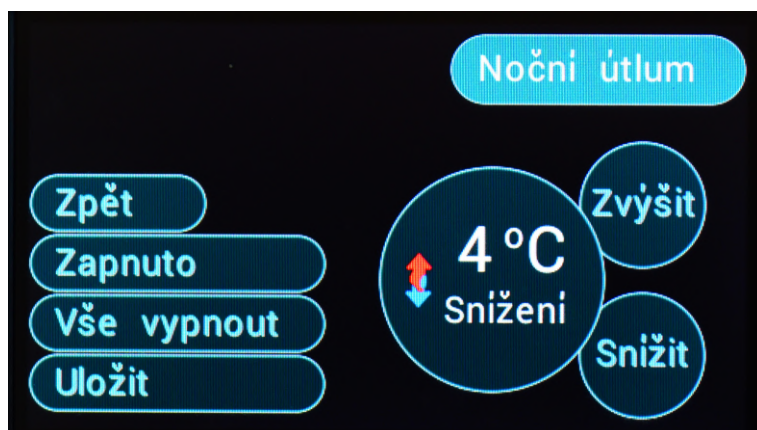 Noční útlum
Zpět
Zapnuto
Vše vypnout
Uložit
4 °C
Snížení
Zvýšit
Snížit